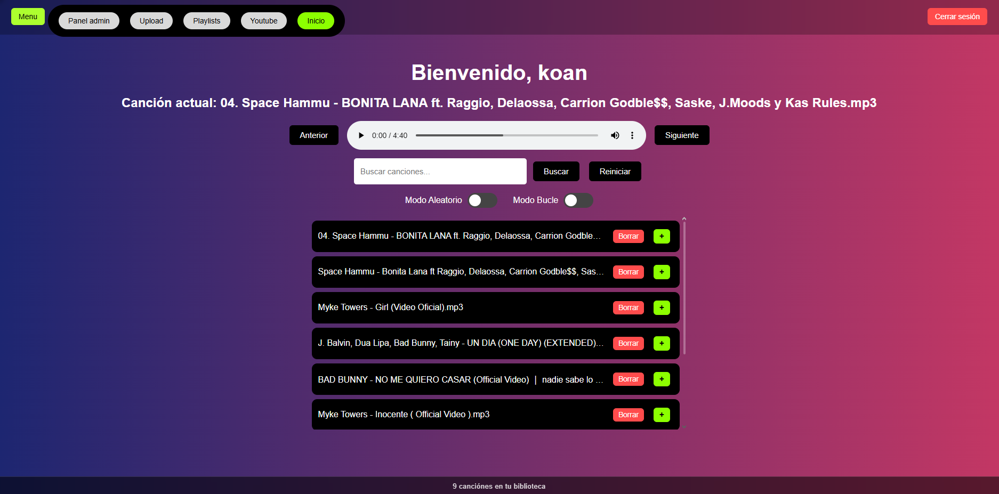 Menu Panel admin Upload Playlists Youtube Inicio Cerrar sesión
Bienvenido, koan
Canción actual: 04. Space Hammu - BONITA LANA ft. Raggio, Delaossa, Carrion Godble$$, Saske, J.Moods y Kas Rules.mp3
Anterior 0:00 / 4:40 Siguiente
Buscar canciones... Buscar Reiniciar
Modo Aleatorio Modo Bucle
04. Space Hammu - BONITA LANA ft. Raggio, Delaossa, Carrion Godble... Borrar +
Space Hammu - Bonita Lana ft Raggio, Delaossa, Carrion Godble$$, Sas... Borrar +
Myke Towers - Girl (Video Oficial).mp3 Borrar +
J. Balvin, Dua Lipa, Bad Bunny, Tainy - UN DIA (ONE DAY) (EXTENDED)... Borrar +
BAD BUNNY - NO ME QUIERO CASAR (Official Video) | nadie sabe lo ... Borrar +
Myke Towers - Inocente ( Official Video ).mp3 Borrar +
9 canciónes en tu biblioteca